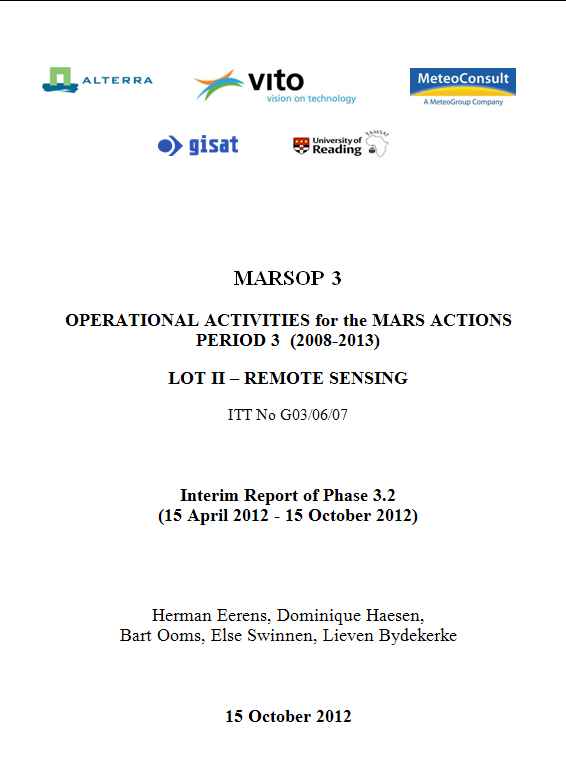 ALTERRA
vito
vision on technology
MeteoConsult
A MeteoGroup Company
gisat
University of
Reading
TAMSAT
MARSOP 3
OPERATIONAL ACTIVITIES for the MARS ACTIONS
PERIOD 3 (2008-2013)
LOT II – REMOTE SENSING
ITT No G03/06/07
Interim Report of Phase 3.2
(15 April 2012 - 15 October 2012)
Herman Eerens, Dominique Haesen,
Bart Ooms, Else Swinnen, Lieven Bydekerke
15 October 2012